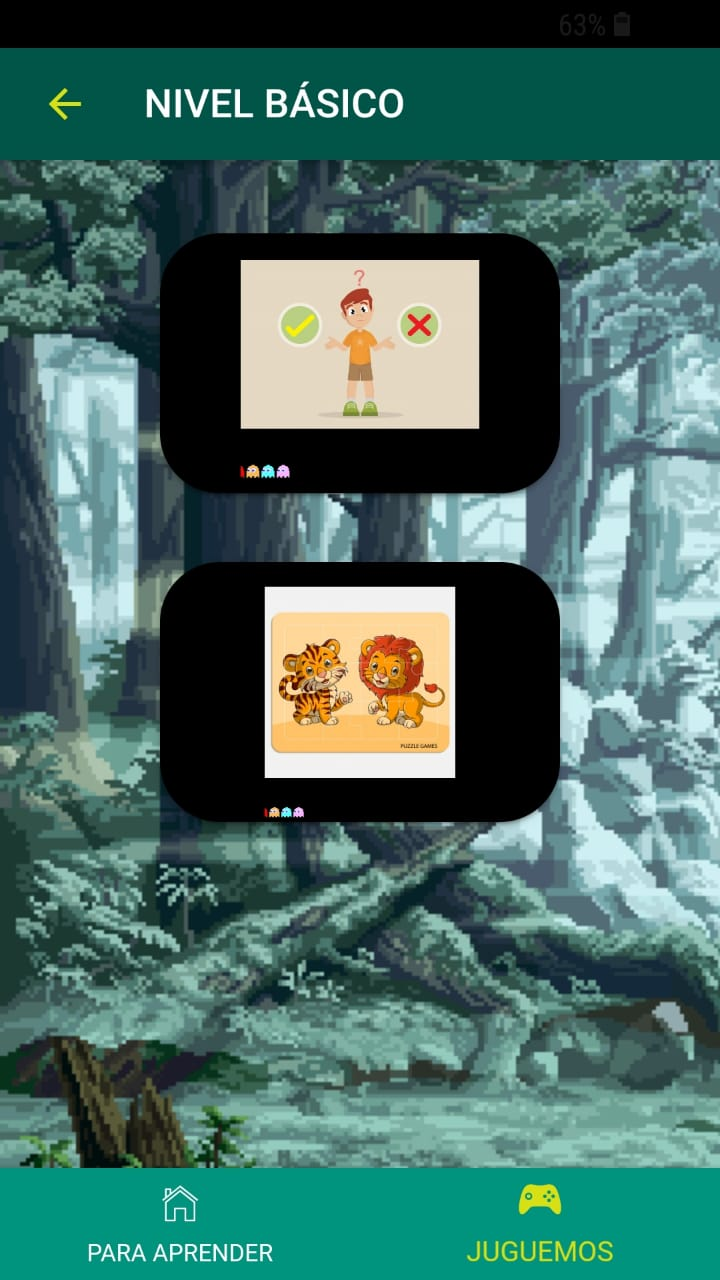 63%
NIVEL BÁSICO
?
PUZZLE GAMES
PARA APRENDER
JUGUEMOS